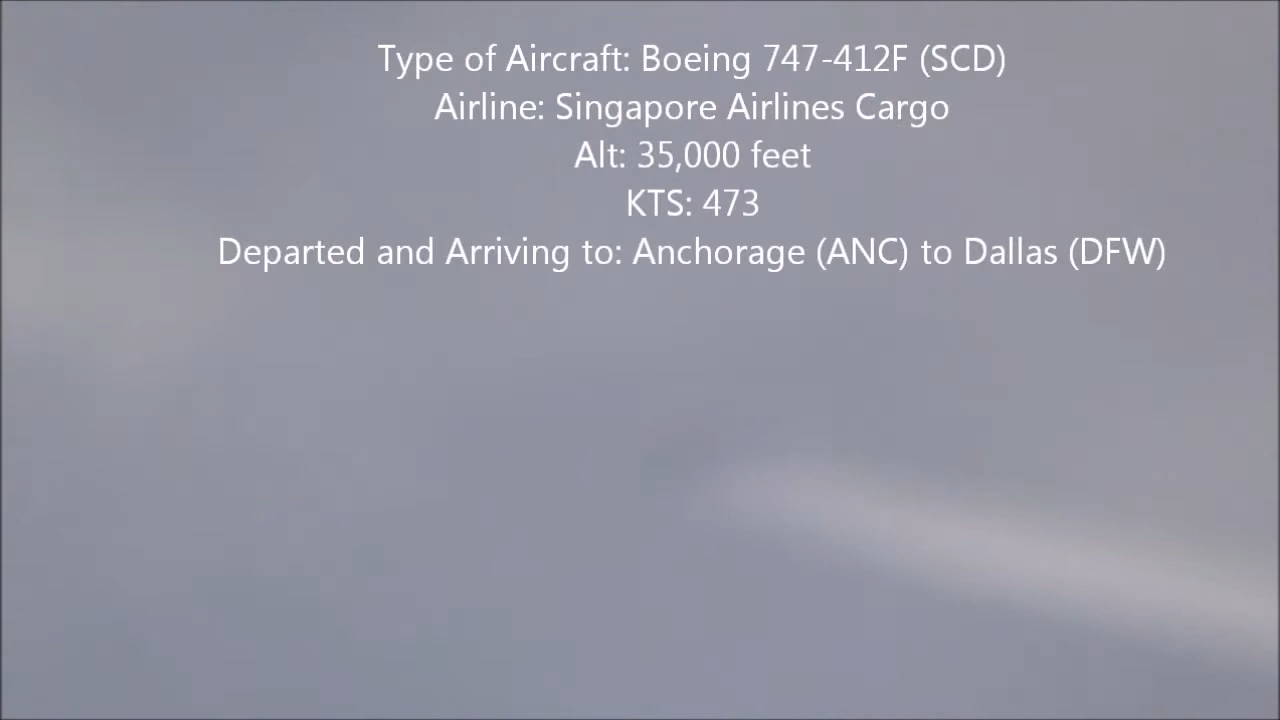 Type of Aircraft: Boeing 747-412F (SCD)
Airline: Singapore Airlines Cargo
Alt: 35,000 feet
KTS: 473
Departed and Arriving to: Anchorage (ANC) to Dallas (DFW)